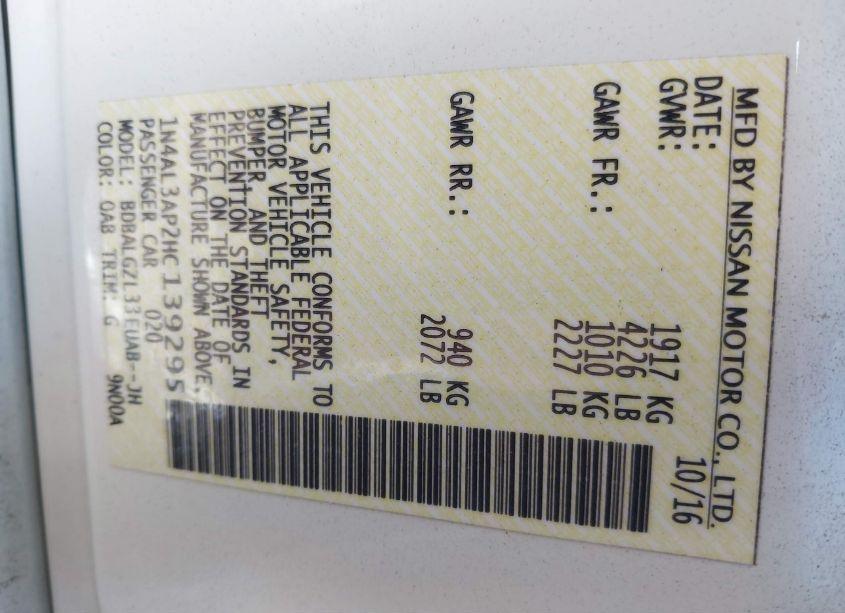 MFD BY NISSAN MOTOR CO., LTD.
DATE: 10/16
GVWR: 1917 KG
4226 LB
GAWR FR.: 1010 KG
2227 LB
GAWR RR.: 940 KG
2072 LB
THIS VEHICLE CONFORMS TO
ALL APPLICABLE FEDERAL
MOTOR VEHICLE SAFETY,
BUMPER, AND THEFT
PREVENTION STANDARDS IN
EFFECT ON THE DATE OF
MANUFACTURE SHOWN ABOVE.
1N4AL3AP2HC139295
PASSENGER CAR 020
MODEL: BDBALGZL33EUAB--JH
COLOR: QAB TRIM: G 9N00A